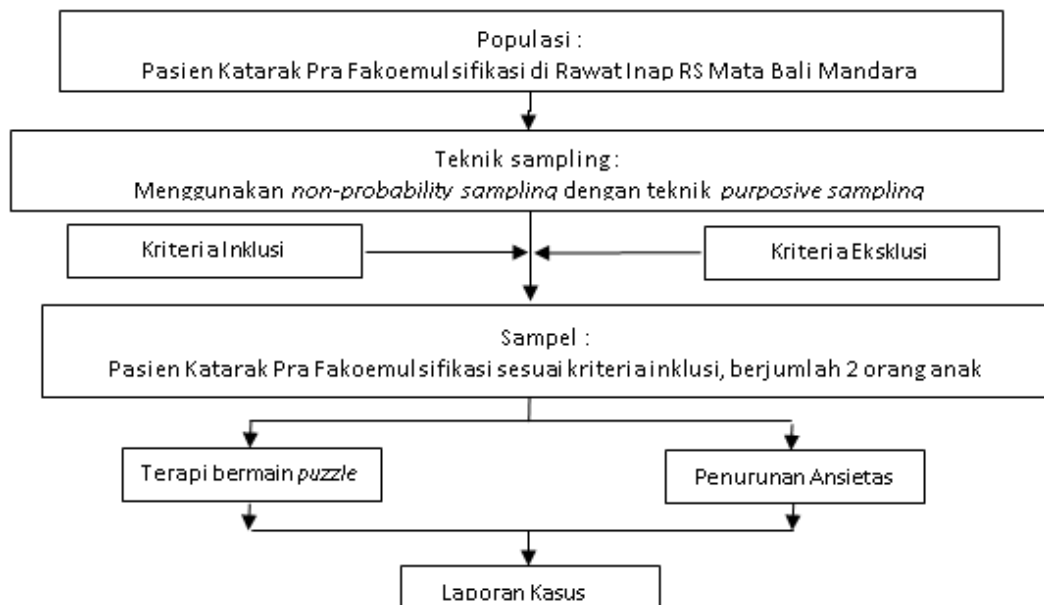 Populasi :
Pasien Katarak Pra Fakoemulsifikasi di Rawat Inap RS Mata Bali Mandara
Teknik sampling :
Menggunakan non-probability sampling dengan teknik purposive sampling
Kriteria Inklusi
Kriteria Eksklusi
Sampel :
Pasien Katarak Pra Fakoemulsifikasi sesuai kriteria inklusi, berjumlah 2 orang anak
Terapi bermain puzzle
Penurunan Ansietas
Laporan Kasus